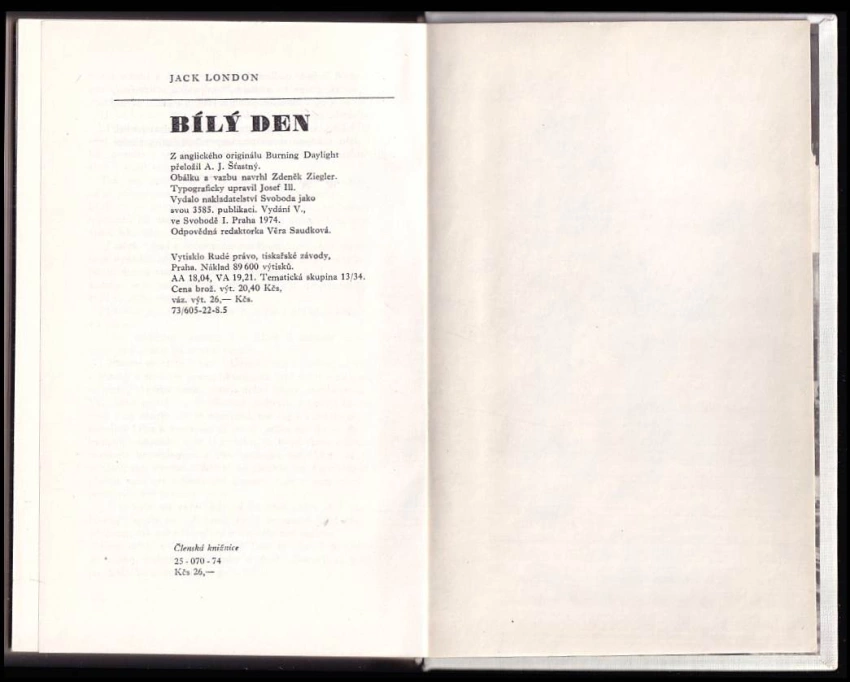 JACK LONDON
BÍLÝ DEN
Z anglického originálu Burning Daylight
přeložil A. J. Šťastný.
Obálku a vazbu navrhl Zdeněk Ziegler.
Typograficky upravil Josef Ill.
Vydalo nakladatelství Svoboda jako
svou 3585. publikaci. Vydání V.,
ve Svobodě I. Praha 1974.
Odpovědná redaktorka Věra Saudková.
Vytisklo Rudé právo, tiskařské závody,
Praha. Náklad 89 600 výtisků.
AA 18,04, VA 19,21. Tematická skupina 13/34.
Cena brož. výt. 20,40 Kčs,
váz. výt. 26,— Kčs.
73/605-22-8.5
Členská knižnice
25 - 070 - 74
Kčs 26,—